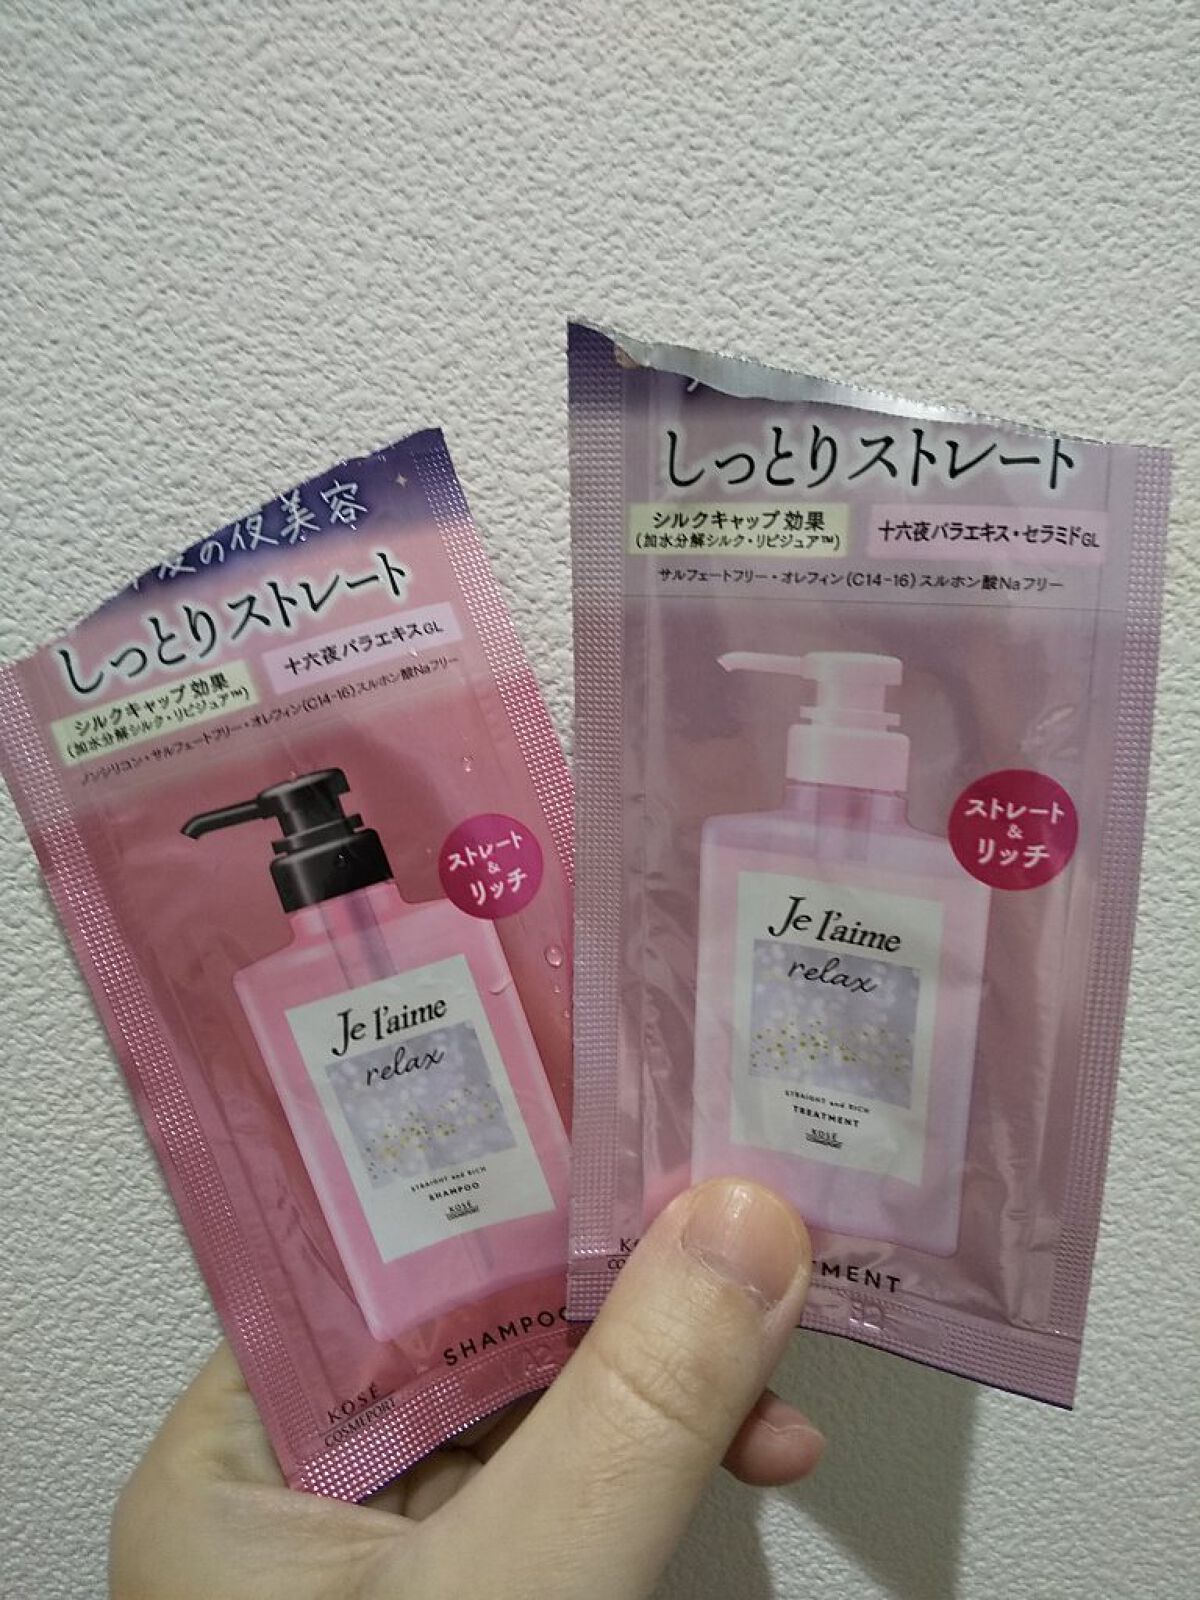 の夜美容
しっとりストレート
シルクキャップ効果
(加水分解シルク・リピジュア™)
十六夜バラエキスGL
ノンシリコン・サルフェートフリー・オレフィン(C14-16)スルホン酸Naフリー
ストレート
&
リッチ
Je l'aime
relax
STRAIGHT and RICH
SHAMPOO
KOSÉ
COSMEPORT
SHAMPOO
KOSÉ
COSMEPORT
しっとりストレート
シルクキャップ効果
(加水分解シルク・リピジュア™)
十六夜バラエキス・セラミドGL
サルフェートフリー・オレフィン(C14-16)スルホン酸Naフリー
ストレート
&
リッチ
Je l'aime
relax
STRAIGHT and RICH
TREATMENT
KOSÉ
COSMEPORT
K
CO
TMENT